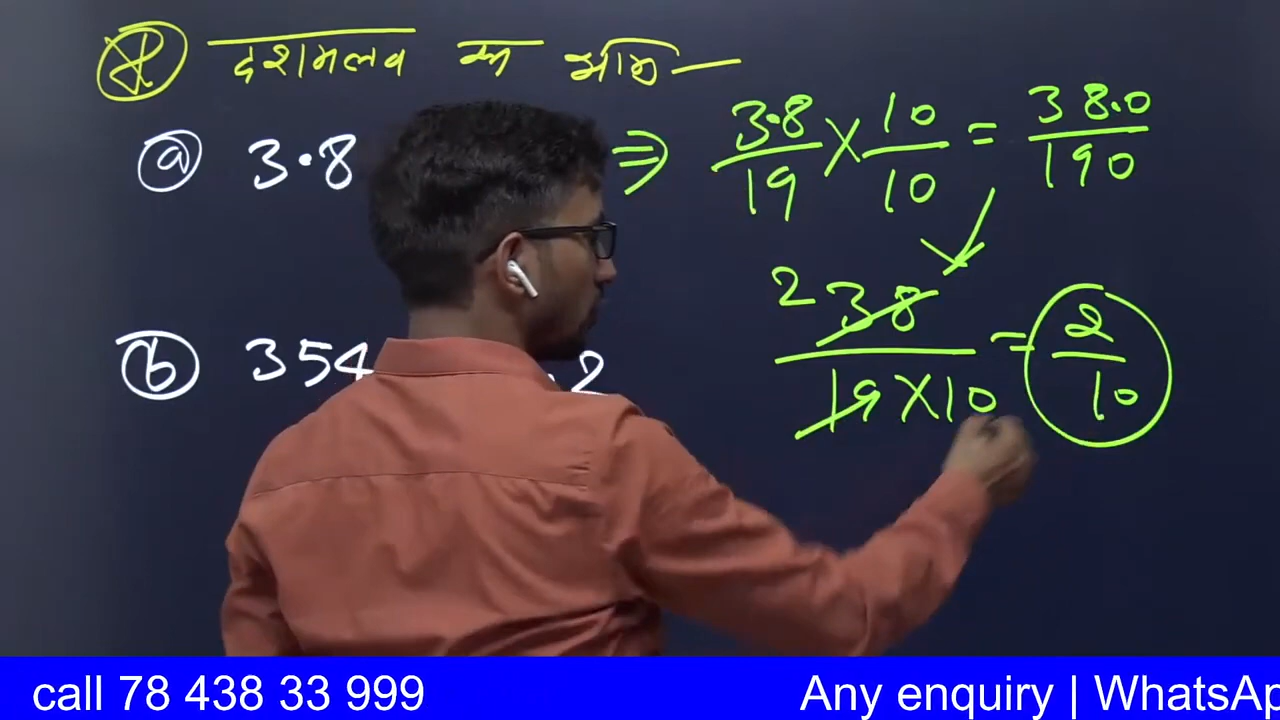 दशमलव का भाग —
(a) 3.8 ⇒ 3.8/19 × 10/10 = 38.0/190
2 38/19×10 = 2/10
(b) 354 .2
call 78 438 33 999 Any enquiry | WhatsAp